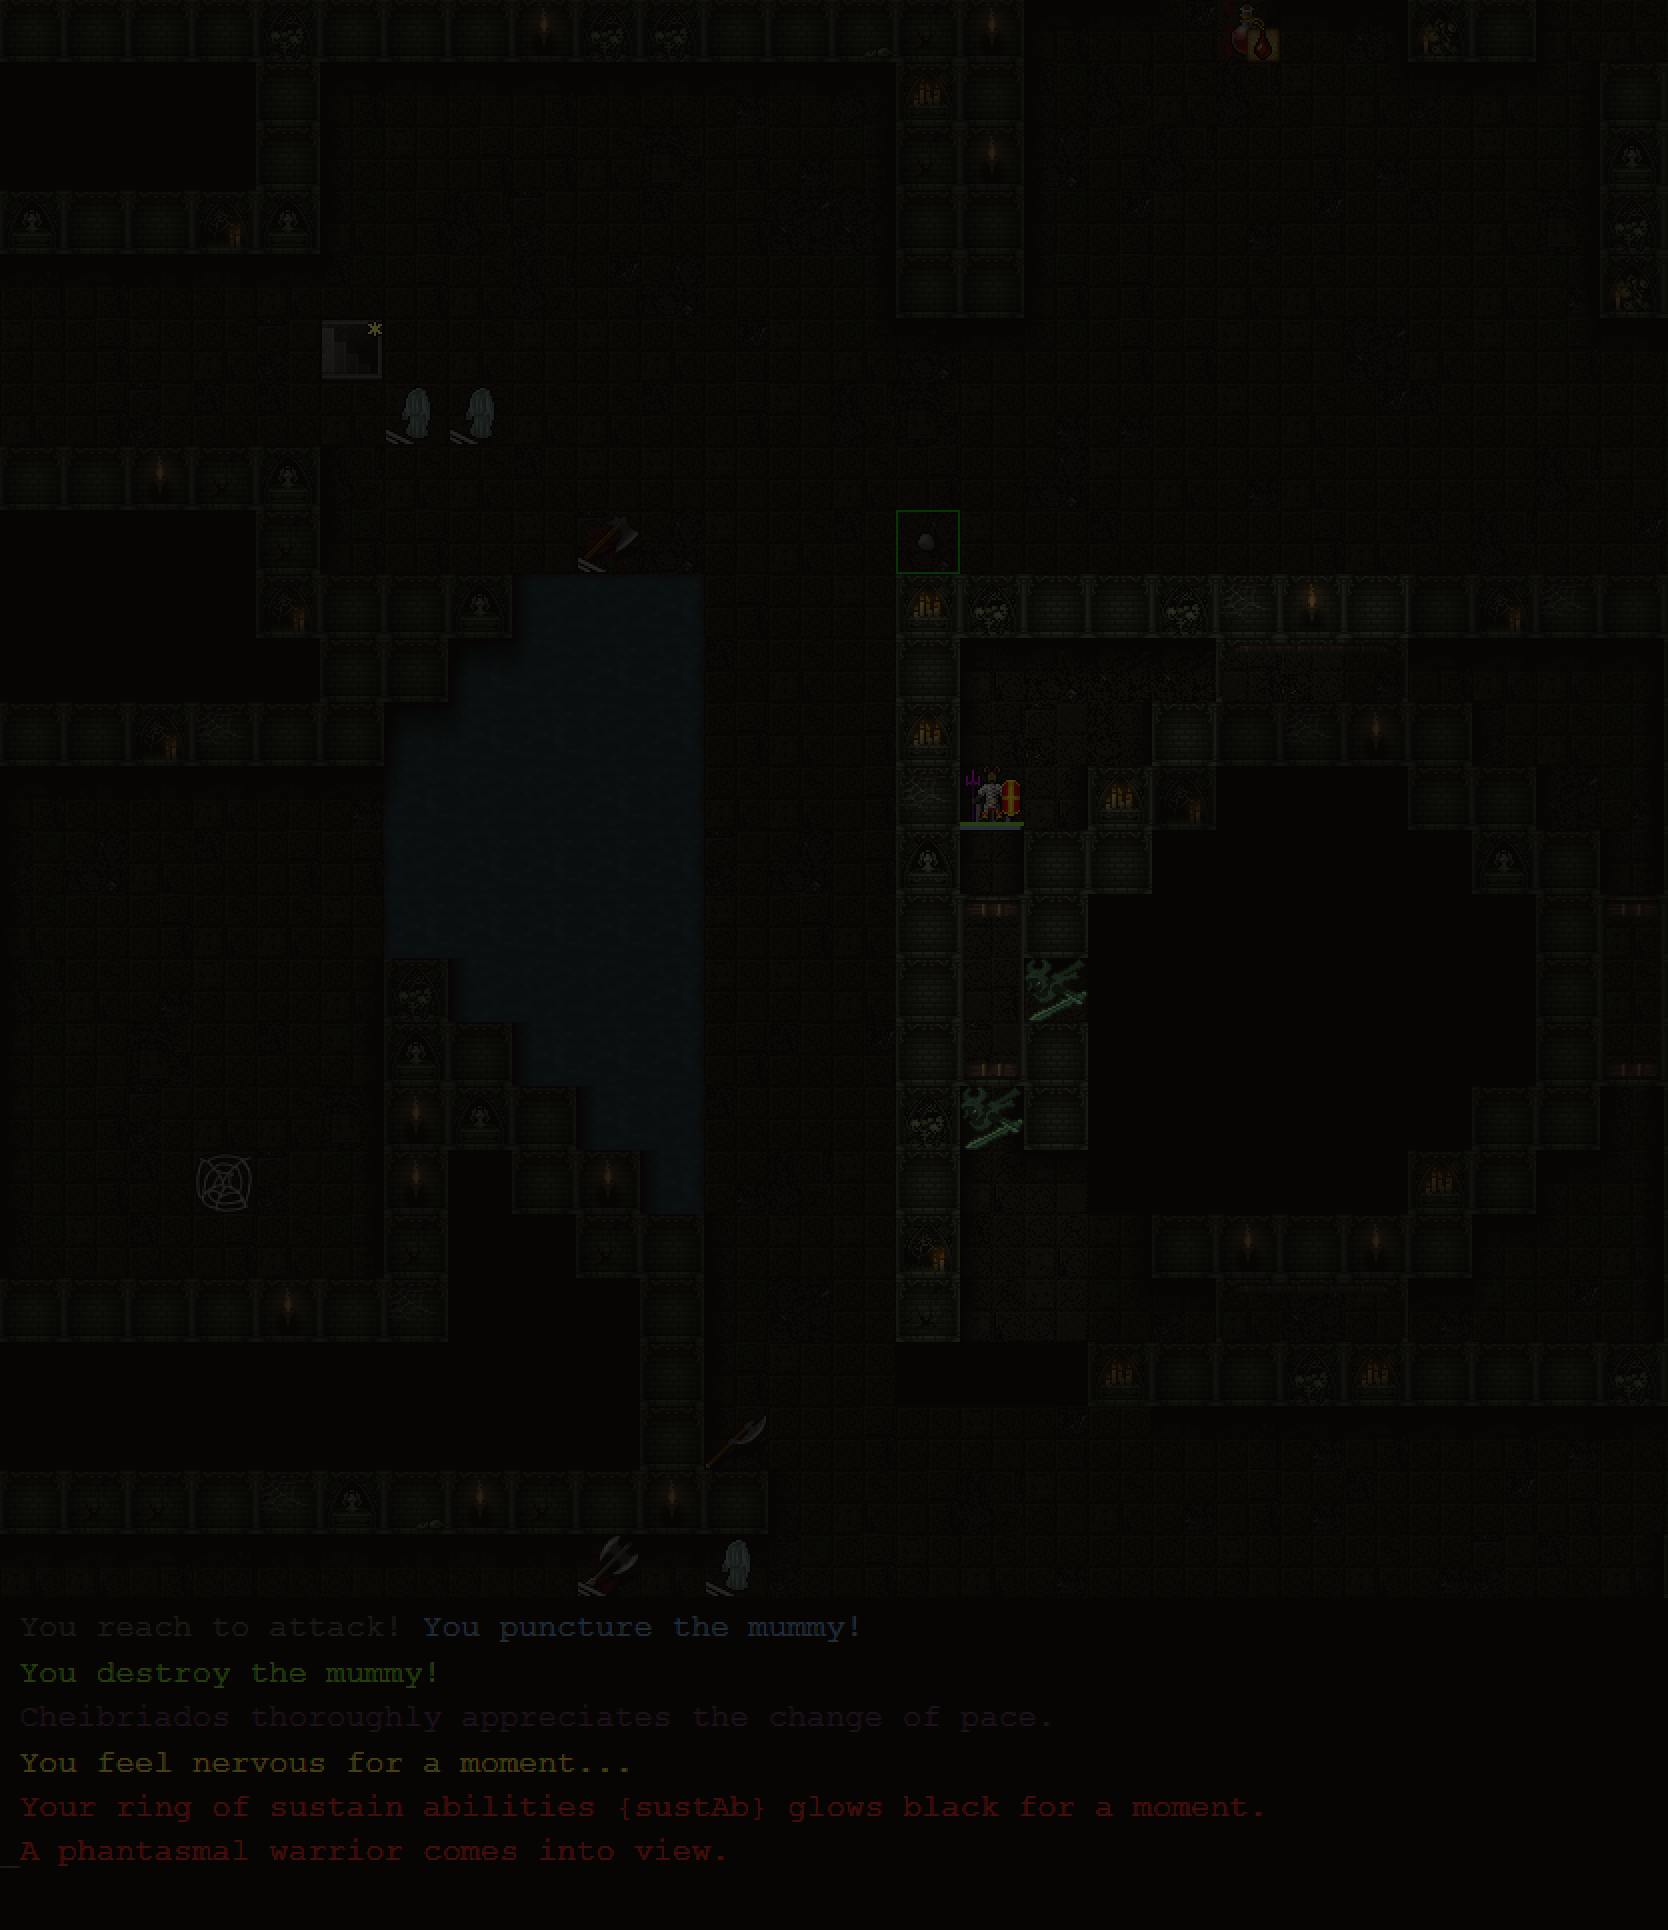 You reach to attack! You puncture the mummy!
You destroy the mummy!
Cheibriados thoroughly appreciates the change of pace.
You feel nervous for a moment...
Your ring of sustain abilities {sustAb} glows black for a moment.
_A phantasmal warrior comes into view.